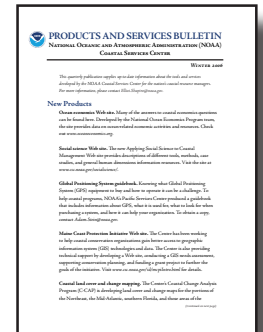 PRODUCTS AND SERVICES BULLETIN
NATIONAL OCEANIC AND ATMOSPHERIC ADMINISTRATION (NOAA)
COASTAL SERVICES CENTER
WINTER 2006
This quarterly publication supplies up-to-date information about the tools and services
developed by the NOAA Coastal Services Center for the nation's coastal resource managers.
For more information, please contact
New Products
Ocean economics Web site. Many of the answers to coastal economics questions
can be found here. Developed by the National Ocean Economics Program team,
the site provides data on ocean-related economic activities and resources. Check
out www.oceaneconomics.org.
Social science Web site. The new Applying Social Science to Coastal
Management Web site provides descriptions of different tools, methods, case
studies, and general human dimensions information resources. Visit the site at
www.csc.noaa.gov/socialscience/.
Global Positioning System guidebook. Knowing what Global Positioning
System (GPS) equipment to buy and how to operate it can be a challenge. To
help coastal programs, NOAA's Pacific Services Center produced a guidebook
that includes information about GPS, what it is used for, what to look for when
purchasing a system, and how it can help your organization. To obtain a copy,
contact
Maine Coast Protection Initiative Web site. The Center has been working
to help coastal conservation organizations gain better access to geographic
information system (GIS) technologies and data. The Center is also providing
technical support by developing a Web site, conducting a GIS needs assessment,
supporting conservation planning, and funding a grant project to further the
goals of the initiative. Visit for details.
Coastal land cover and change mapping. The Center's Coastal Change Analysis
Program (C-CAP) is developing land cover and change maps for the portions of
the Northeast, the Mid-Atlantic, southern Florida, and those areas of the